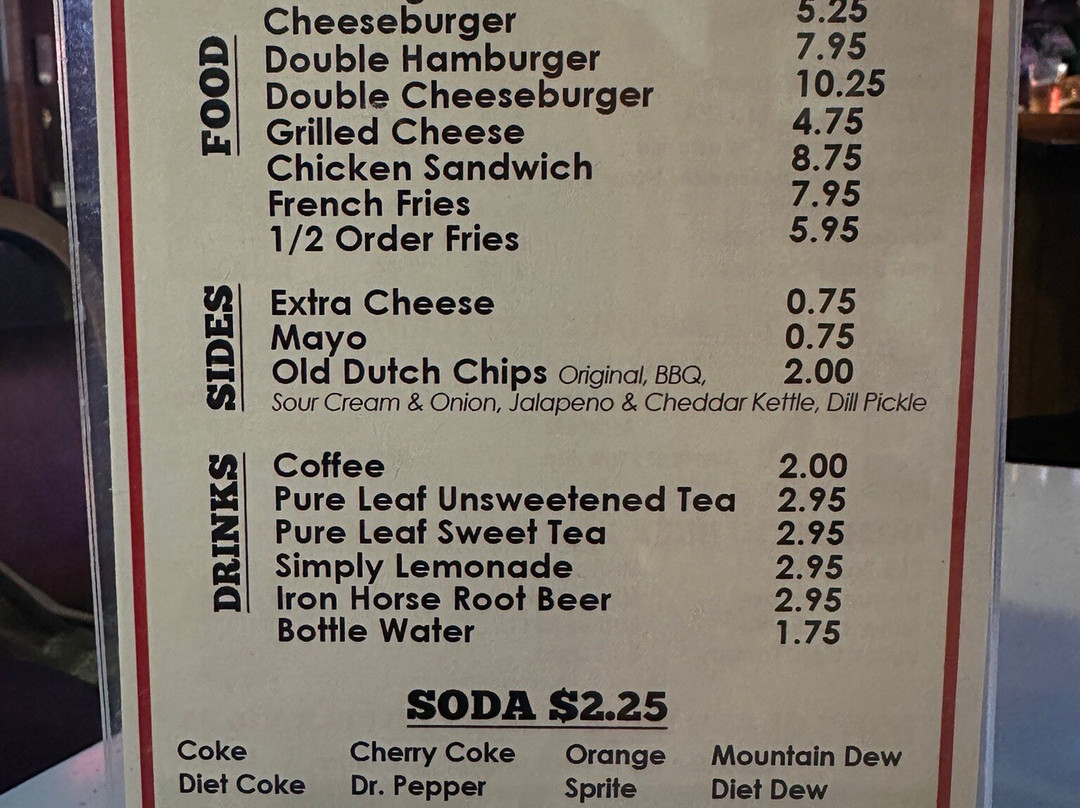 FOOD
Cheeseburger 5.25
Double Hamburger 7.95
Double Cheeseburger 10.25
Grilled Cheese 4.75
Chicken Sandwich 8.75
French Fries 7.95
1/2 Order Fries 5.95
SIDES
Extra Cheese 0.75
Mayo 0.75
Old Dutch Chips Original, BBQ, 2.00
Sour Cream & Onion, Jalapeno & Cheddar Kettle, Dill Pickle
DRINKS
Coffee 2.00
Pure Leaf Unsweetened Tea 2.95
Pure Leaf Sweet Tea 2.95
Simply Lemonade 2.95
Iron Horse Root Beer 2.95
Bottle Water 1.75
SODA $2.25
Coke Cherry Coke Orange Mountain Dew
Diet Coke Dr. Pepper Sprite Diet Dew